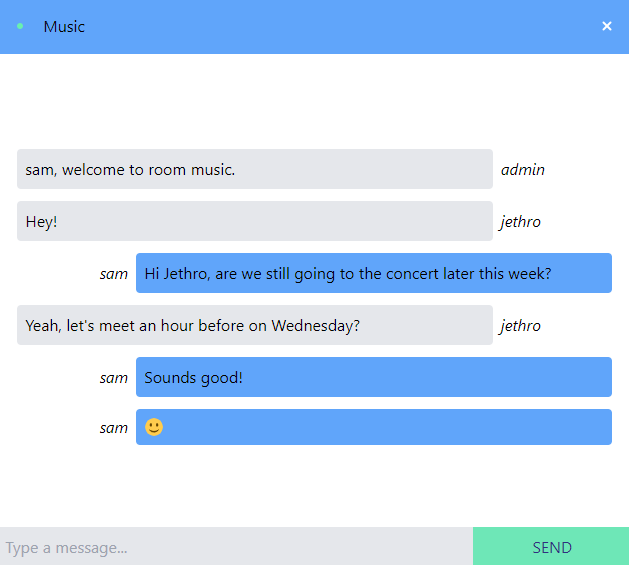 Music ×
sam, welcome to room music. admin
Hey! jethro
sam Hi Jethro, are we still going to the concert later this week?
Yeah, let's meet an hour before on Wednesday? jethro
sam Sounds good!
sam 🙂
Type a message... SEND